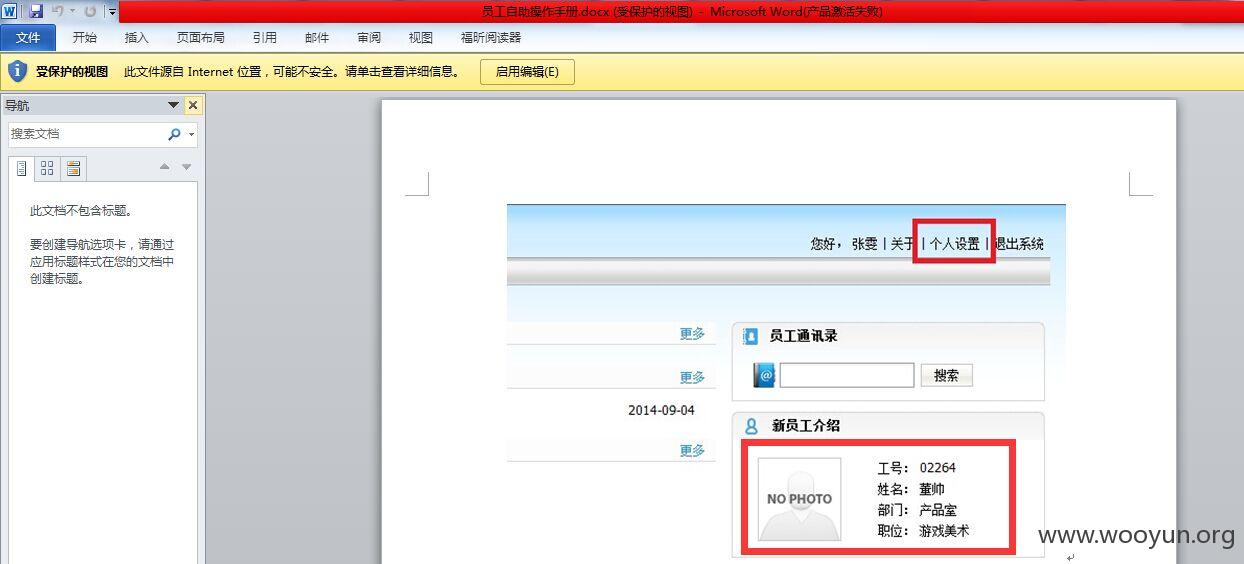 员工自助操作手册.docx (受保护的视图) - Microsoft Word(产品激活失败)
文件 开始 插入 页面布局 引用 邮件 审阅 视图 福昕阅读器
受保护的视图 此文件源自 Internet 位置，可能不安全。请单击查看详细信息。 启用编辑(E)
导航
搜索文档
此文档不包含标题。
要创建导航选项卡，请通过
应用标题样式在您的文档中
创建标题。
您好， 张雯 | 关于 | 个人设置 | 退出系统
更多
更多
2014-09-04
更多
员工通讯录
@
搜索
新员工介绍
NO PHOTO
工号： 02264
姓名： 董帅
部门： 产品室
职位： 游戏美术
www.wooyun.org